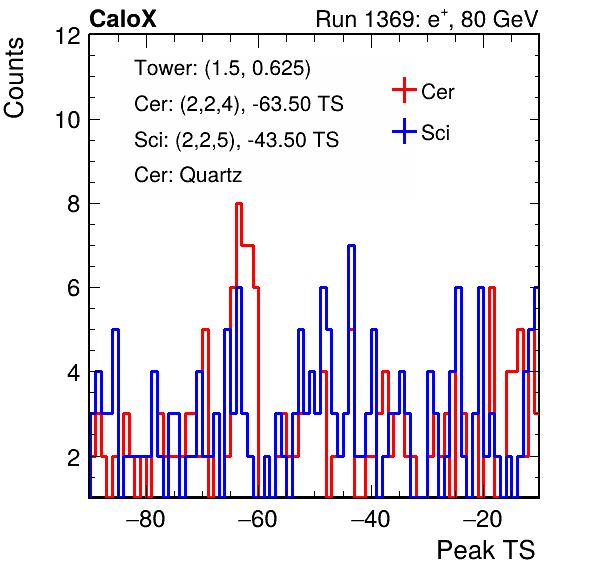 CaloX Run 1369: e⁺, 80 GeV
Counts
12
10
8
6
4
2
Tower: (1.5, 0.625)
Cer: (2,2,4), -63.50 TS
Sci: (2,2,5), -43.50 TS
Cer: Quartz
Cer
Sci
−80 −60 −40 −20
Peak TS